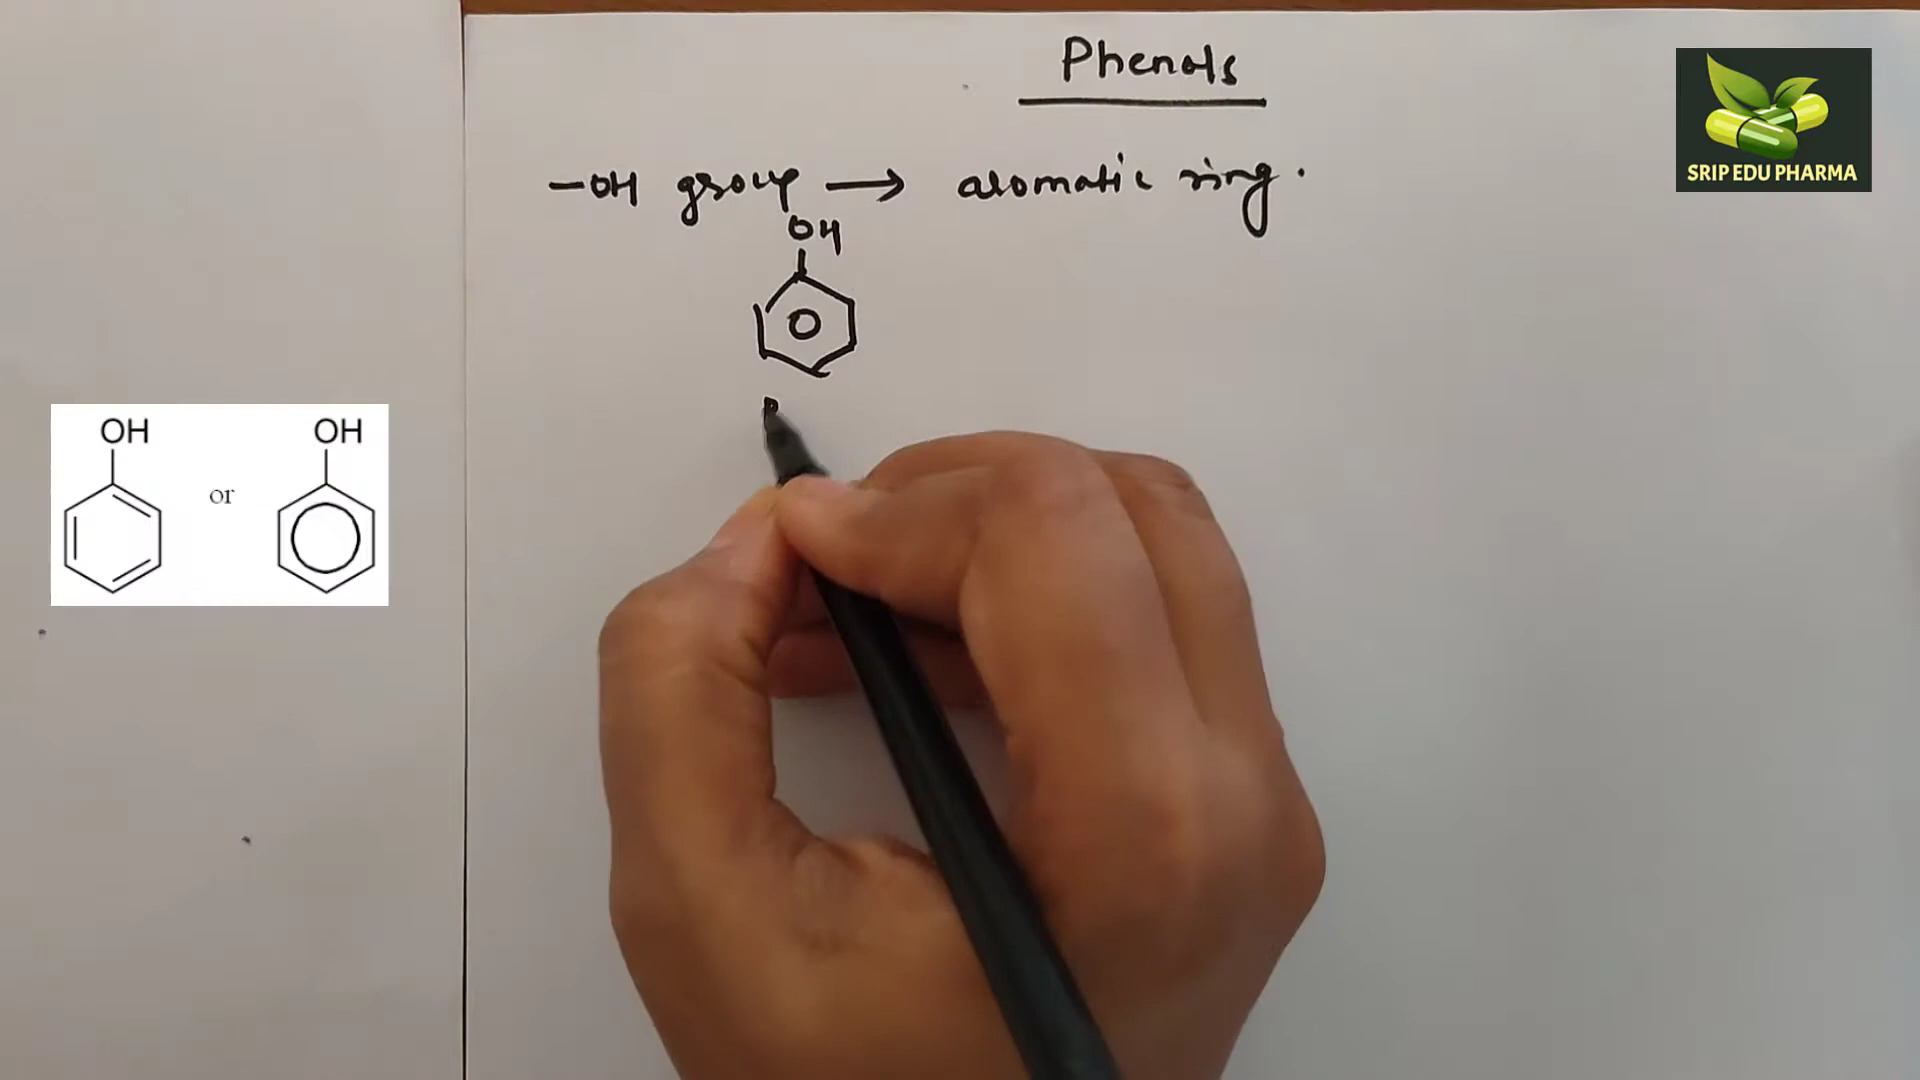 Phenols
SRIP EDU PHARMA
—OH group → aromatic ring.
OH
OH
OH
or